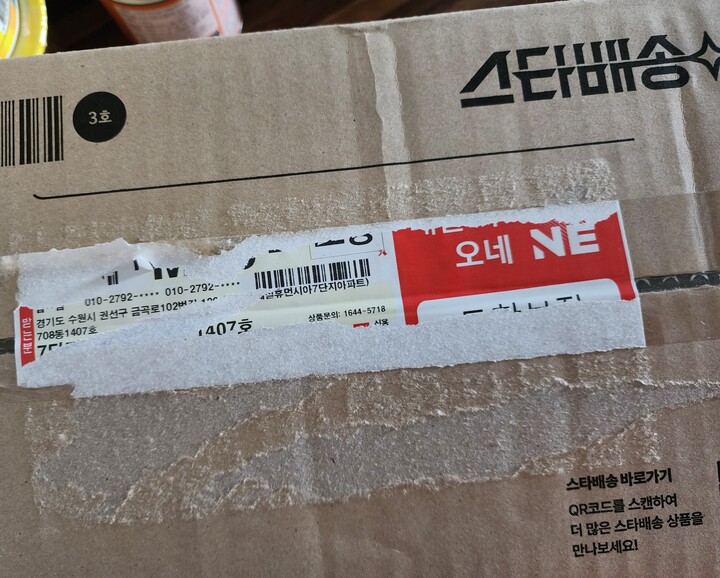 스타배송
3호
오네 NE
010-2792-**** 010-2792-****
경기도 수원시 권선구 금곡로102번길
휴먼시아7단지아파트)
708동1407호
1407호
상품문의: 1644-5718
스타배송 바로가기
QR코드를 스캔하여
더 많은 스타배송 상품을
만나보세요!